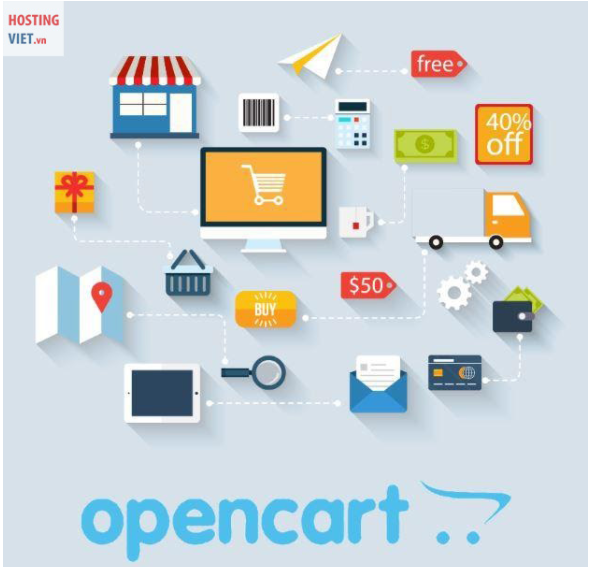 HOSTING
VIET.vn
free
40%
off
$
$50
BUY
opencart